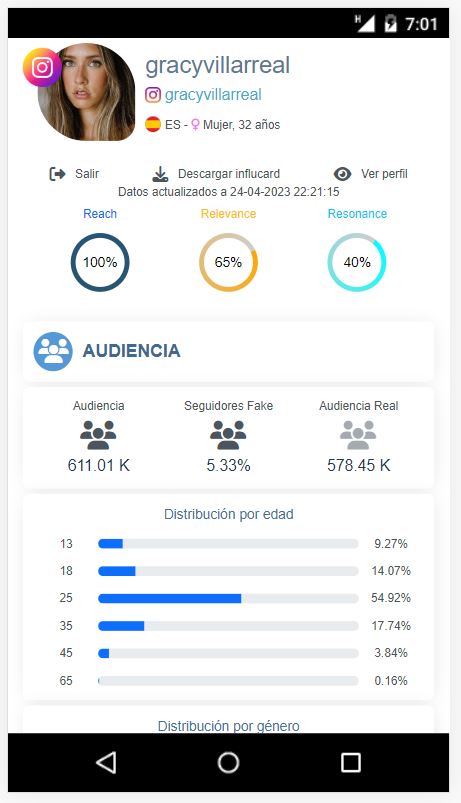 H 7:01
gracyvillarreal
gracyvillarreal
ES - ♀ Mujer, 32 años
Salir Descargar influcard Ver perfil
Datos actualizados a 24-04-2023 22:21:15
Reach Relevance Resonance
100% 65% 40%
AUDIENCIA
Audiencia Seguidores Fake Audiencia Real
611.01 K 5.33% 578.45 K
Distribución por edad
13 9.27%
18 14.07%
25 54.92%
35 17.74%
45 3.84%
65 0.16%
Distribución por género